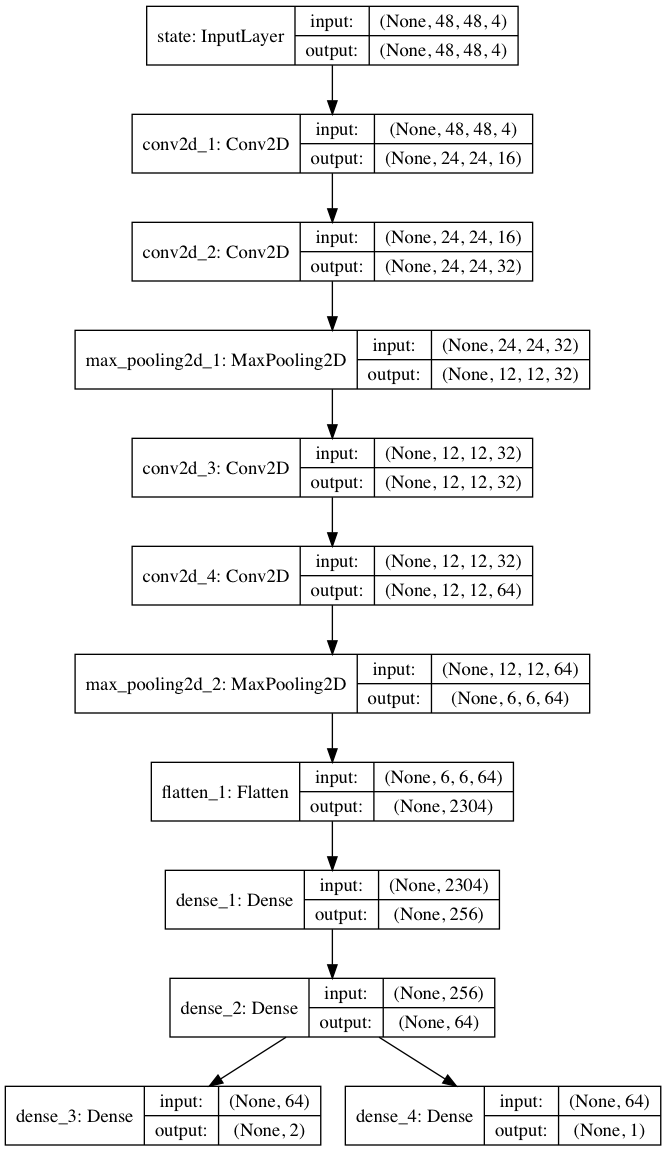 state: InputLayer
input: (None, 48, 48, 4)
output: (None, 48, 48, 4)
conv2d_1: Conv2D
input: (None, 48, 48, 4)
output: (None, 24, 24, 16)
conv2d_2: Conv2D
input: (None, 24, 24, 16)
output: (None, 24, 24, 32)
max_pooling2d_1: MaxPooling2D
input: (None, 24, 24, 32)
output: (None, 12, 12, 32)
conv2d_3: Conv2D
input: (None, 12, 12, 32)
output: (None, 12, 12, 32)
conv2d_4: Conv2D
input: (None, 12, 12, 32)
output: (None, 12, 12, 64)
max_pooling2d_2: MaxPooling2D
input: (None, 12, 12, 64)
output: (None, 6, 6, 64)
flatten_1: Flatten
input: (None, 6, 6, 64)
output: (None, 2304)
dense_1: Dense
input: (None, 2304)
output: (None, 256)
dense_2: Dense
input: (None, 256)
output: (None, 64)
dense_3: Dense
input: (None, 64)
output: (None, 2)
dense_4: Dense
input: (None, 64)
output: (None, 1)